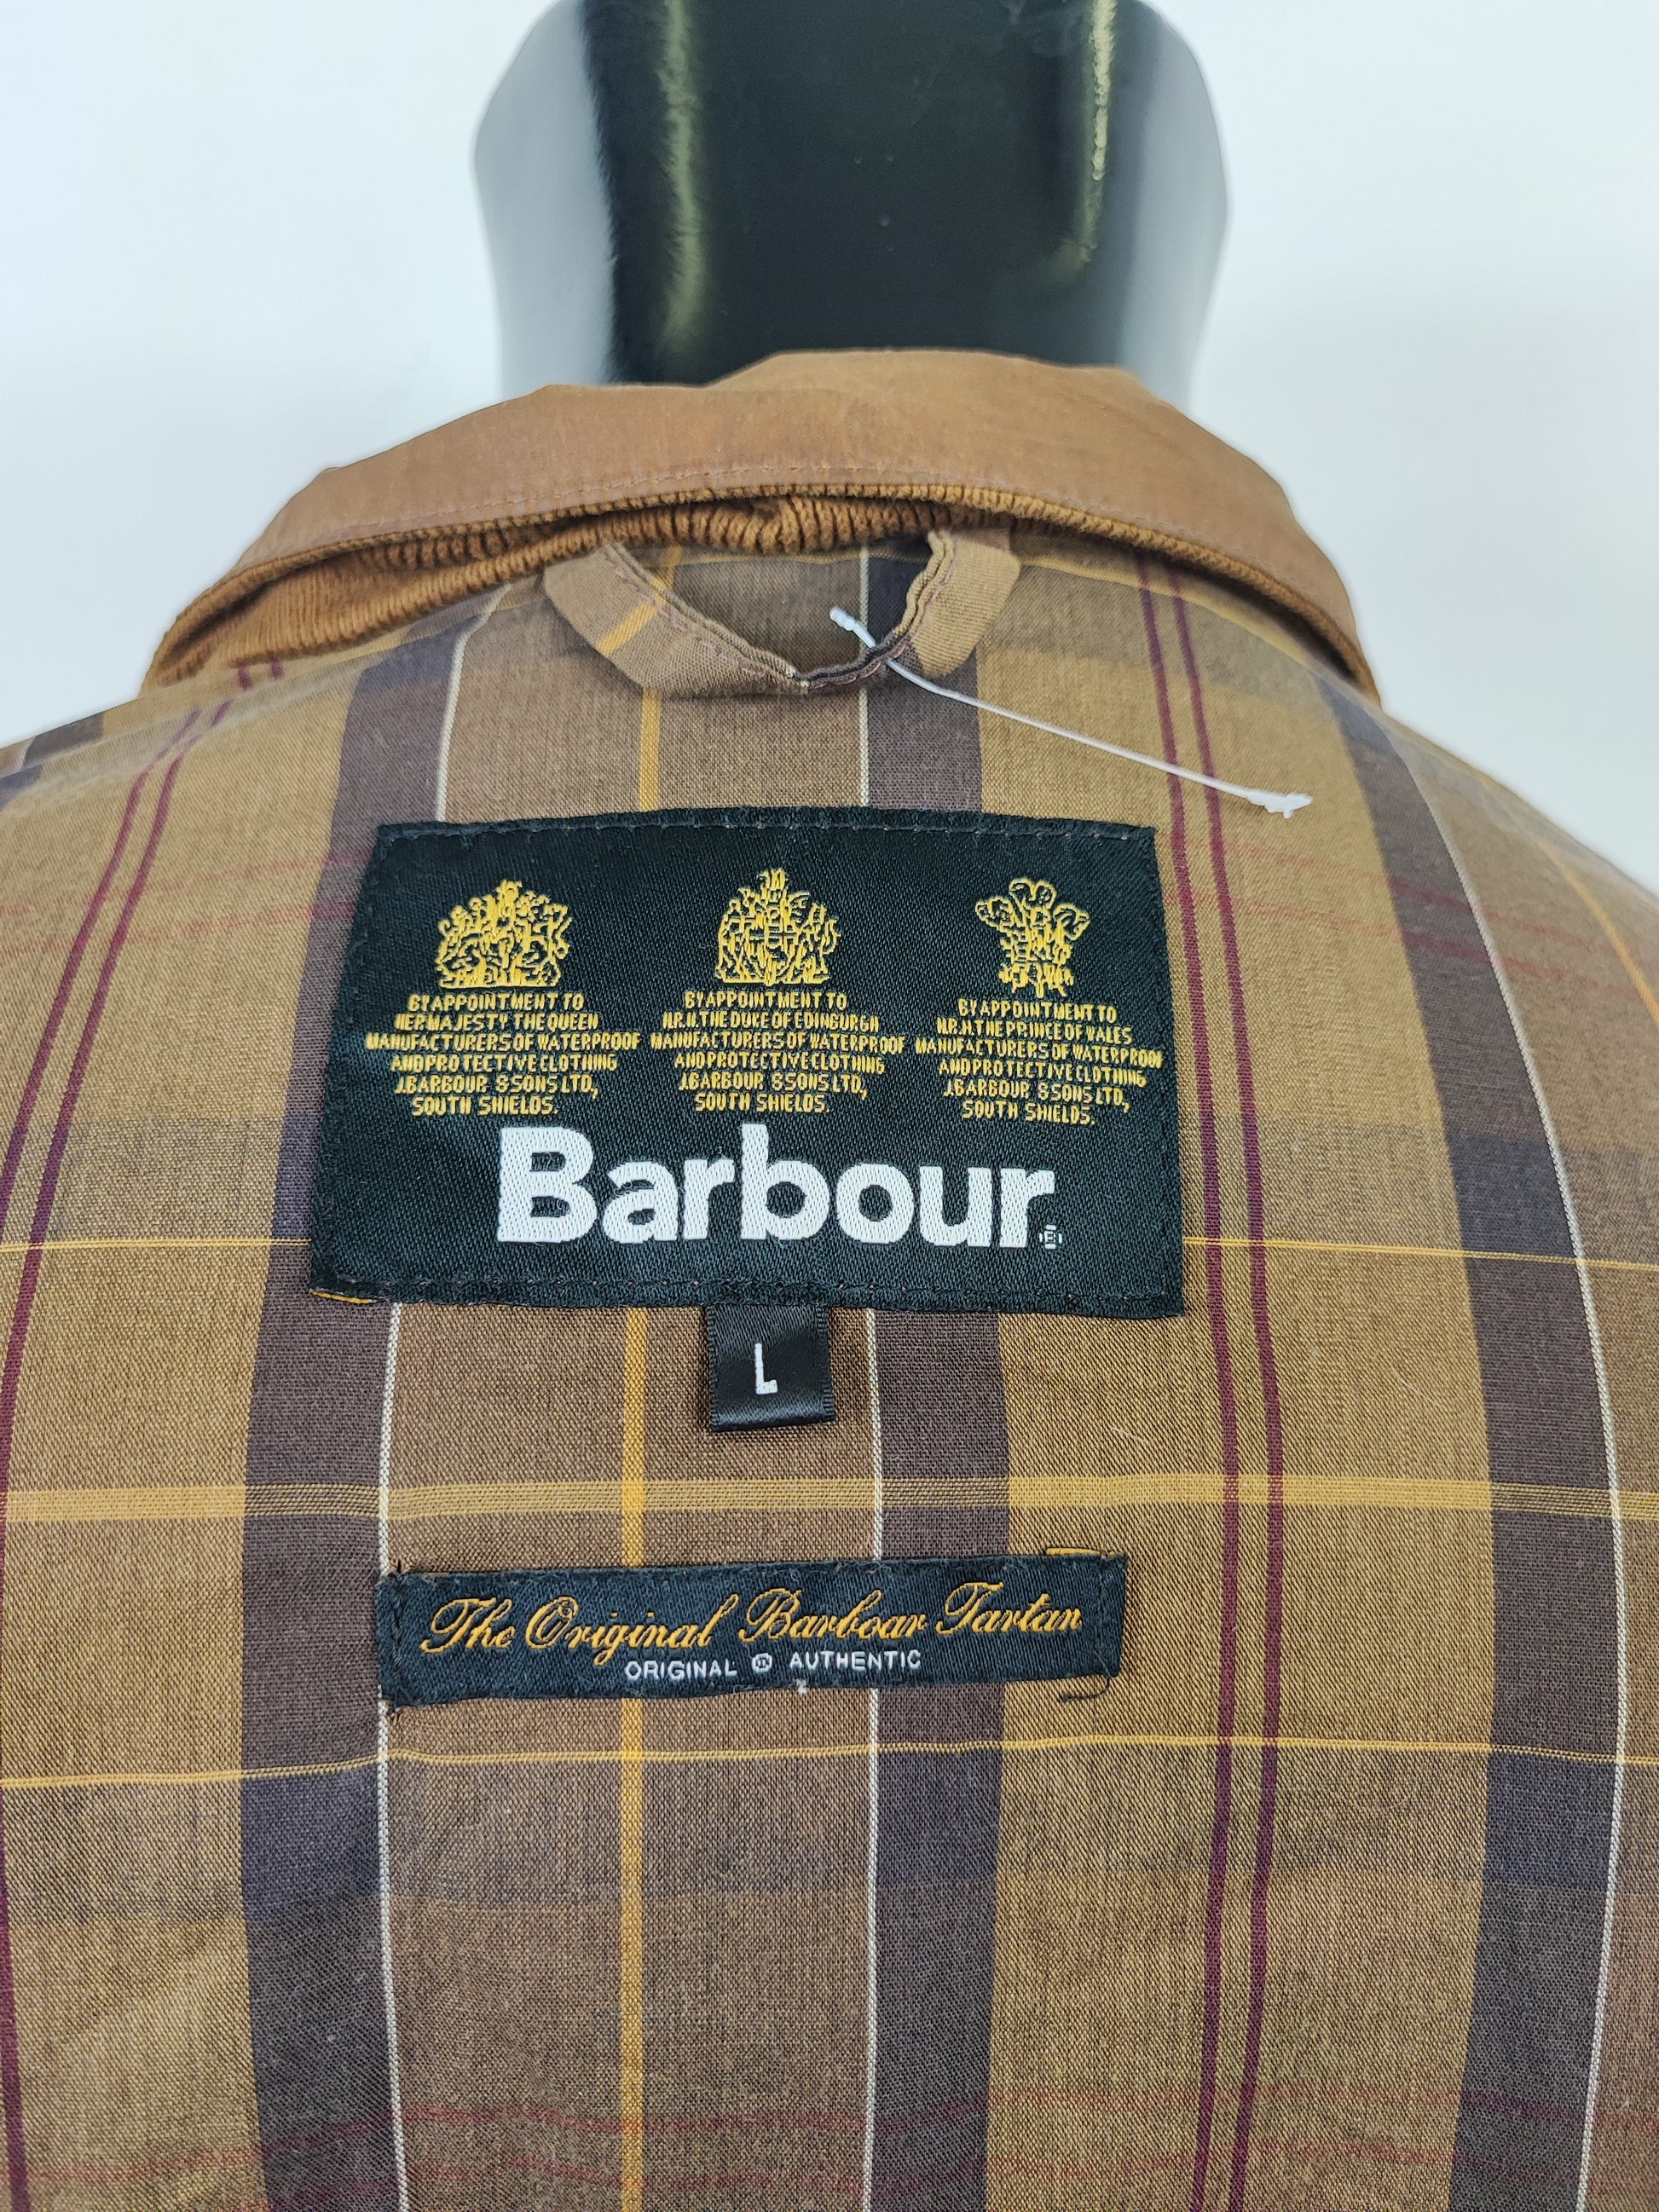 BY APPOINTMENT TO
HER MAJESTY THE QUEEN
MANUFACTURERS OF WATERPROOF
AND PROTECTIVE CLOTHING
J.BARBOUR & SONS LTD,
SOUTH SHIELDS.
BY APPOINTMENT TO
H.R.H. THE DUKE OF EDINBURGH
MANUFACTURERS OF WATERPROOF
AND PROTECTIVE CLOTHING
J.BARBOUR & SONS LTD,
SOUTH SHIELDS.
BY APPOINTMENT TO
H.R.H. THE PRINCE OF WALES
MANUFACTURERS OF WATERPROOF
AND PROTECTIVE CLOTHING
J.BARBOUR & SONS LTD,
SOUTH SHIELDS.
Barbour®
L
The Original Barbour Tartan
ORIGINAL ® AUTHENTIC